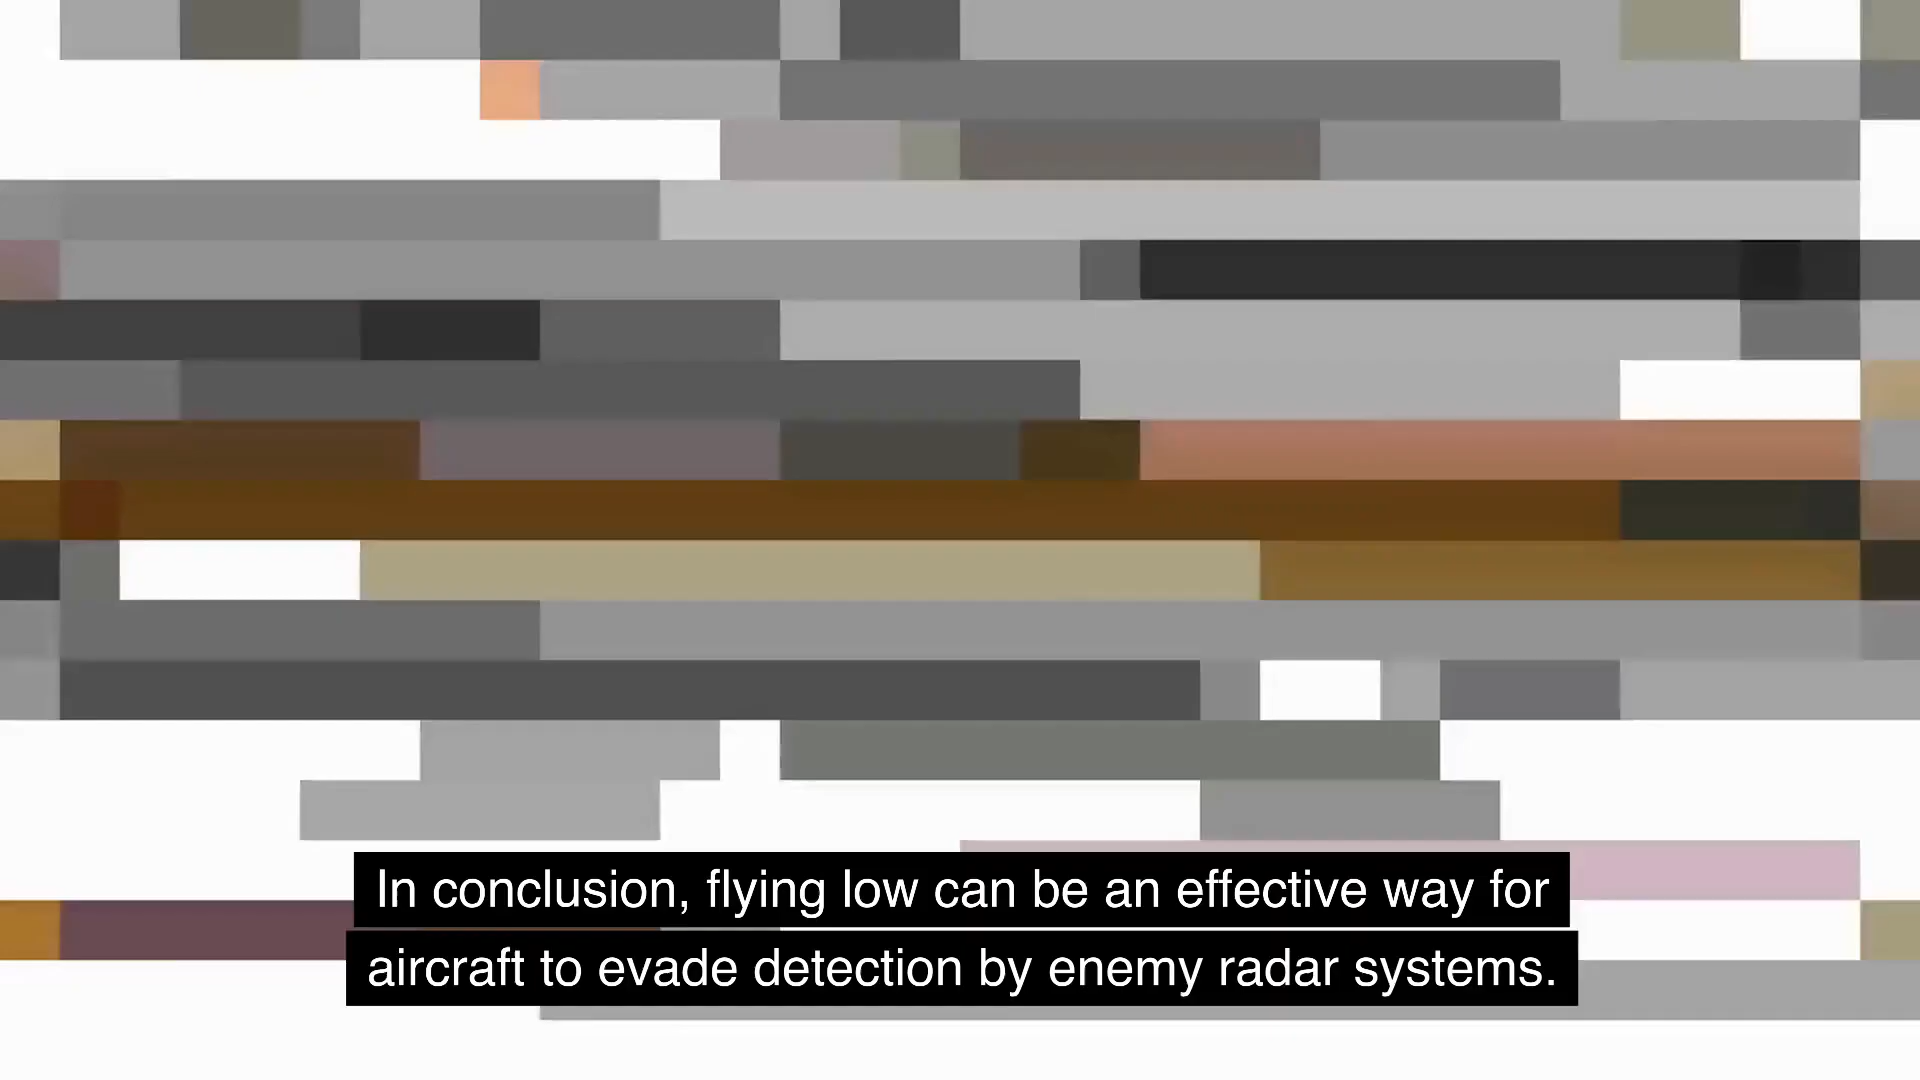 In conclusion, flying low can be an effective way for
aircraft to evade detection by enemy radar systems.